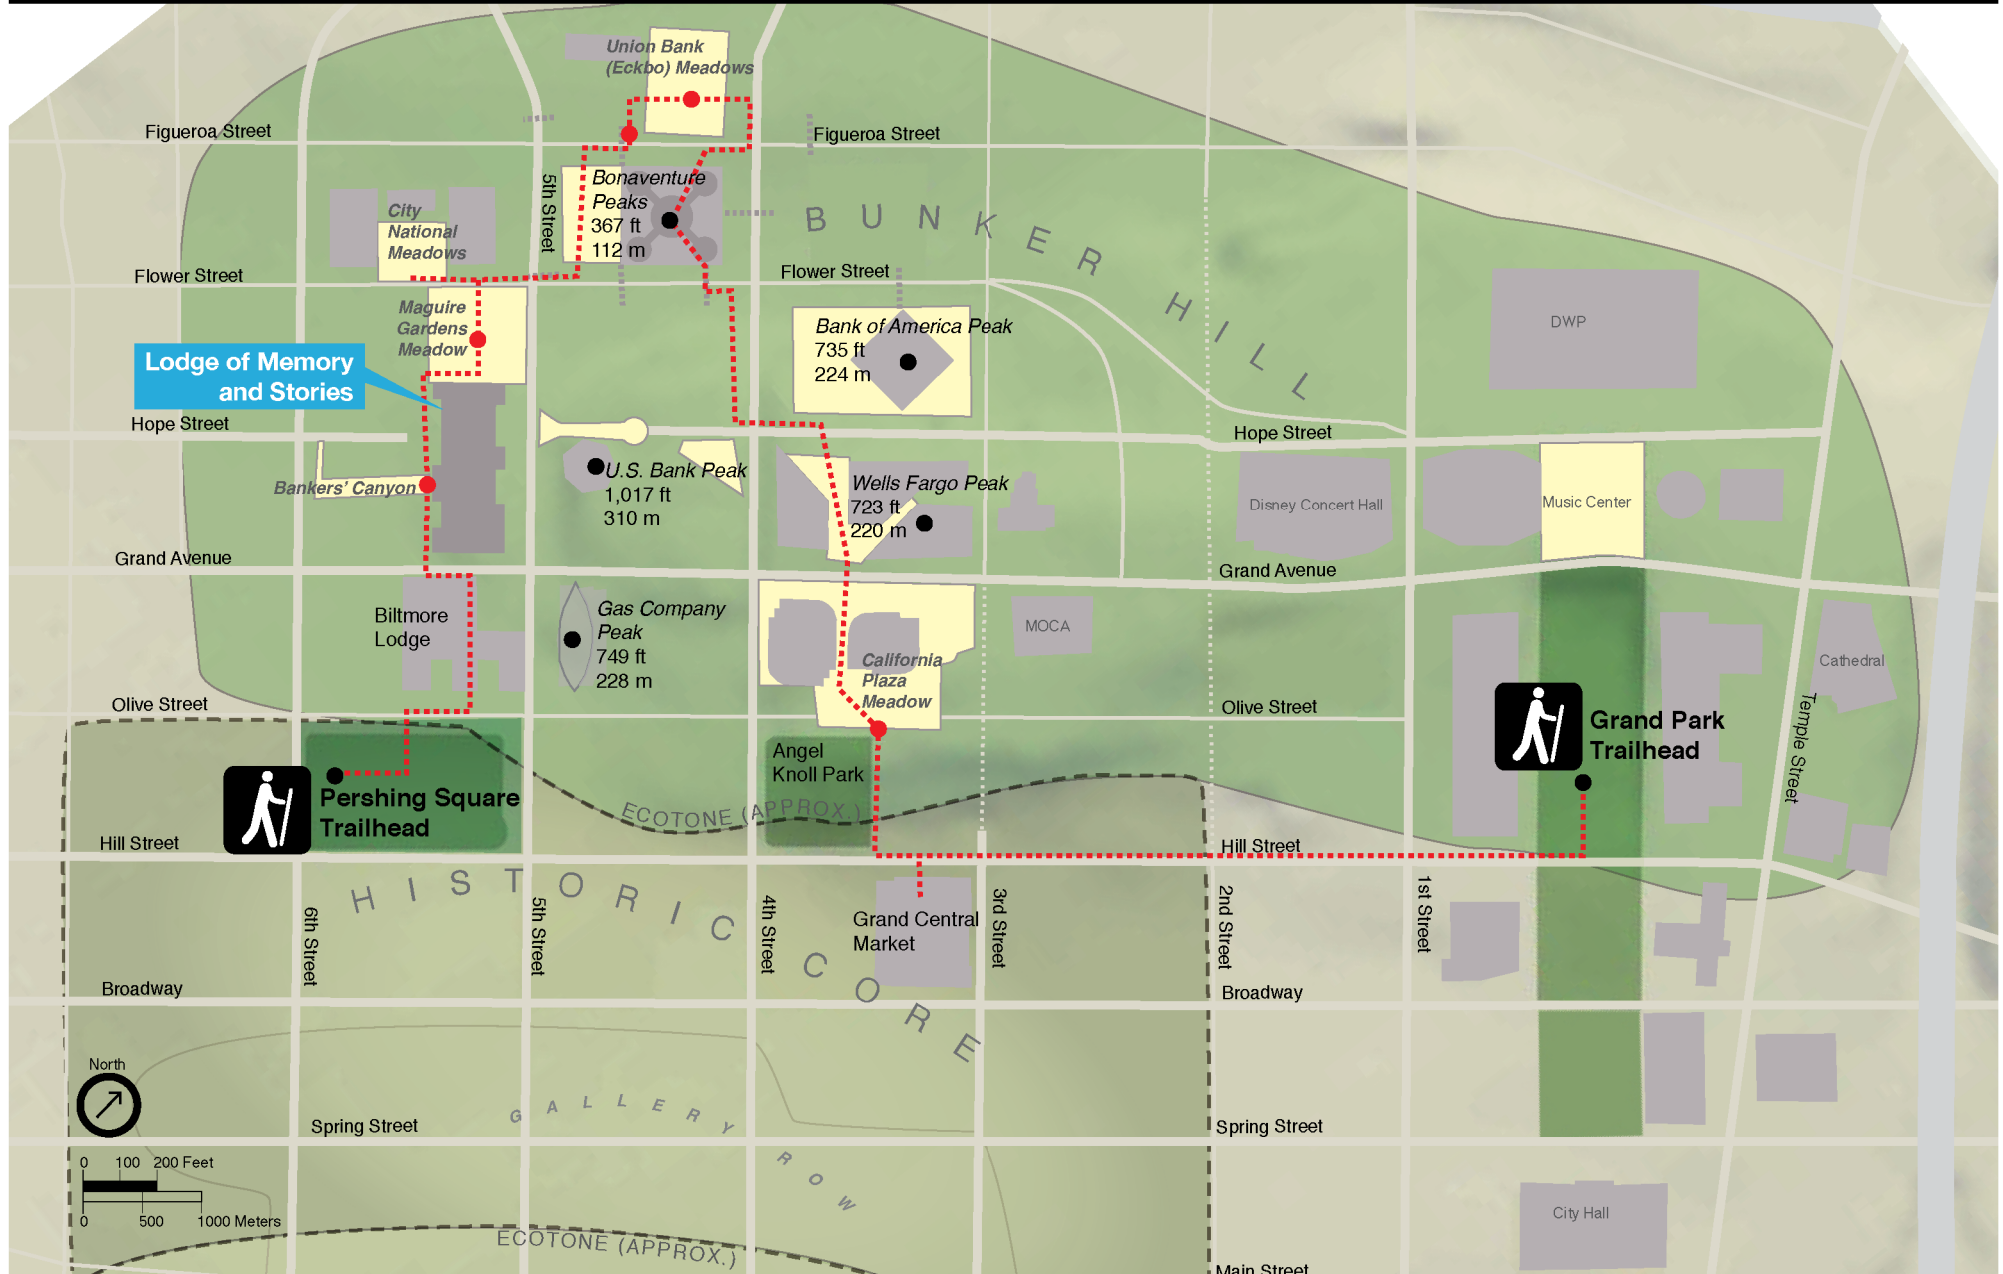 Union Bank
(Eckbo) Meadows
Figueroa Street
Figueroa Street
5th Street
Bonaventure
Peaks
367 ft
112 m
City
National
Meadows
BUNKER HILL
Flower Street
Flower Street
Maguire
Gardens
Meadow
Bank of America Peak
735 ft
224 m
DWP
Lodge of Memory
and Stories
Hope Street
Hope Street
Bankers' Canyon
U.S. Bank Peak
1,017 ft
310 m
Wells Fargo Peak
723 ft
220 m
Disney Concert Hall
Music Center
Grand Avenue
Grand Avenue
Biltmore
Lodge
Gas Company
Peak
749 ft
228 m
MOCA
California
Plaza
Meadow
Cathedral
Olive Street
Olive Street
Temple Street
Grand Park
Trailhead
Angel
Knoll Park
Pershing Square
Trailhead
ECOTONE (APPROX.)
Hill Street
Hill Street
HISTORIC CORE
6th Street
5th Street
4th Street
Grand Central
Market
3rd Street
2nd Street
1st Street
Broadway
Broadway
North
GALLERY ROW
Spring Street
Spring Street
0 100 200 Feet
0 500 1000 Meters
City Hall
ECOTONE (APPROX.)
Main Street